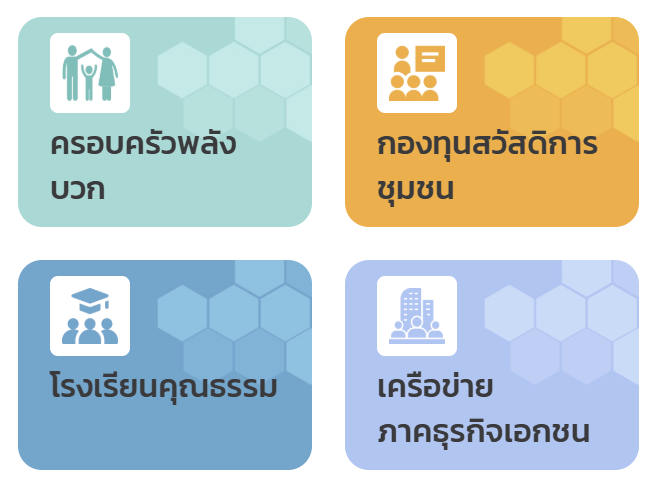 ครอบครัวพลัง
บวก
กองทุนสวัสดิการ
ชุมชน
โรงเรียนคุณธรรม
เครือข่าย
ภาคธุรกิจเอกชน